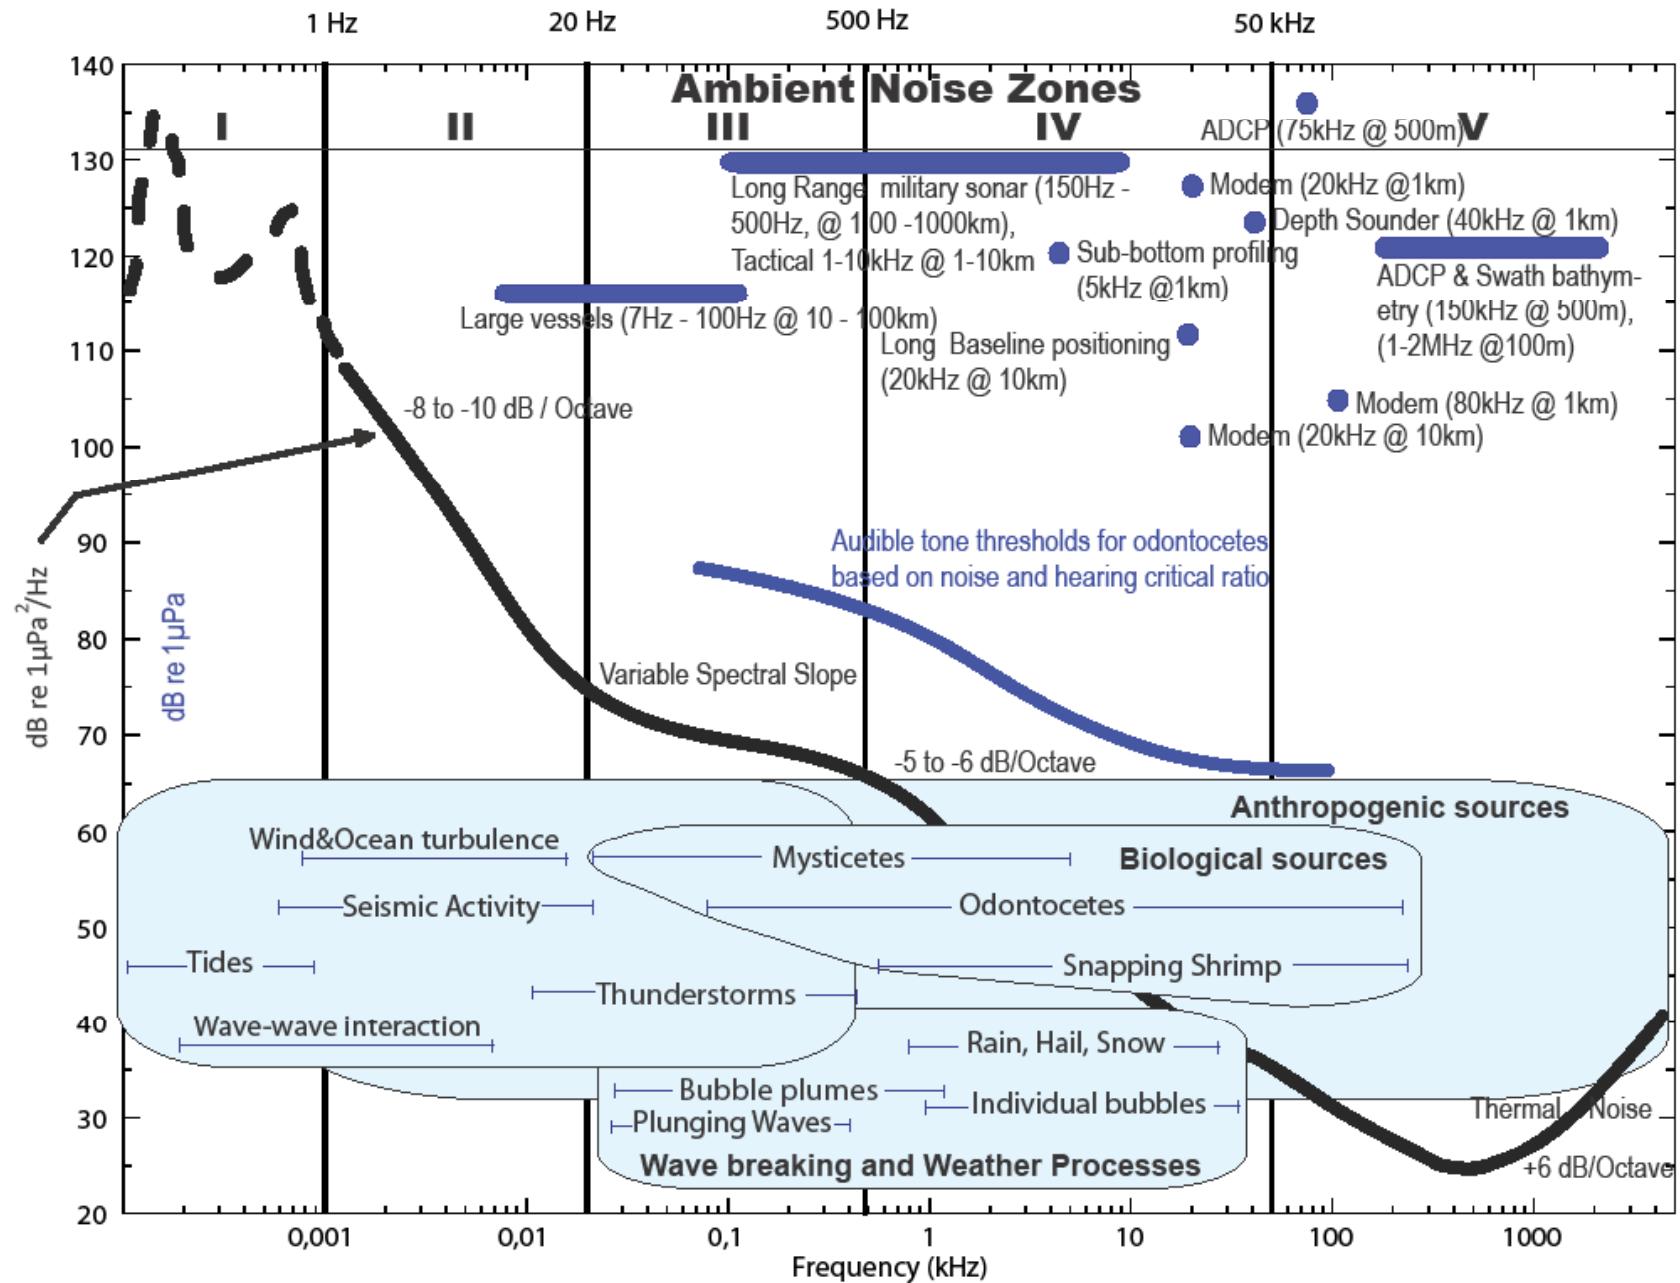 1 Hz 20 Hz 500 Hz 50 kHz
140
Ambient Noise Zones
I II III IV V
ADCP (75kHz @ 500m)
130
Long Range military sonar (150Hz -
500Hz, @ 100 -1000km),
Tactical 1-10kHz @ 1-10km
Modem (20kHz @1km)
Depth Sounder (40kHz @ 1km)
120
Sub-bottom profiling
(5kHz @1km)
ADCP & Swath bathym-
etry (150kHz @ 500m),
(1-2MHz @100m)
Large vessels (7Hz - 100Hz @ 10 - 100km)
110
Long Baseline positioning
(20kHz @ 10km)
-8 to -10 dB / Octave
Modem (80kHz @ 1km)
100
Modem (20kHz @ 10km)
90
Audible tone thresholds for odontocetes
based on noise and hearing critical ratio
dB re 1µPa²/Hz
dB re 1µPa
80
Variable Spectral Slope
70
-5 to -6 dB/Octave
Anthropogenic sources
60
Wind&Ocean turbulence
Mysticetes
Biological sources
Seismic Activity
Odontocetes
50
Tides
Snapping Shrimp
Thunderstorms
40
Wave-wave interaction
Rain, Hail, Snow
Bubble plumes
Individual bubbles
30
Thermal Noise
Plunging Waves
Wave breaking and Weather Processes
+6 dB/Octave
20
0,001 0,01 0,1 1 10 100 1000
Frequency (kHz)